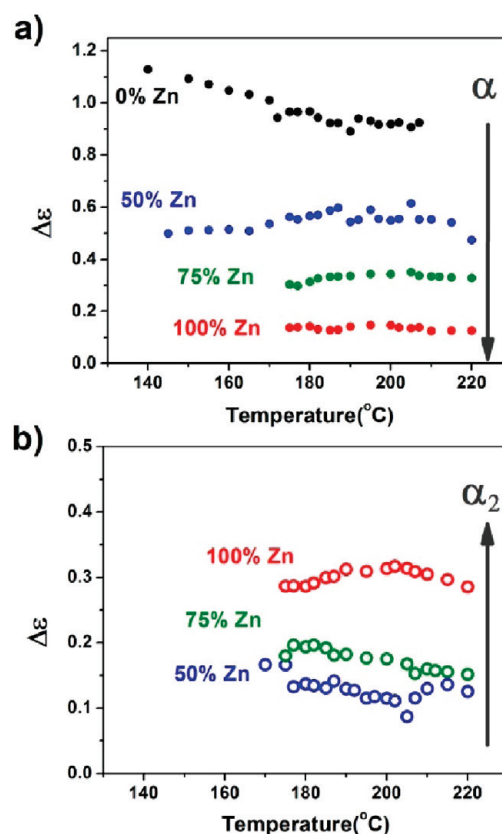 a)
1.2
1.0
0.8
0.6
0.4
0.2
0.0
Δε
0% Zn
50% Zn
75% Zn
100% Zn
α
140 160 180 200 220
Temperature(°C)
b)
0.5
0.4
0.3
0.2
0.1
0.0
Δε
100% Zn
75% Zn
50% Zn
α₂
140 160 180 200 220
Temperature(°C)